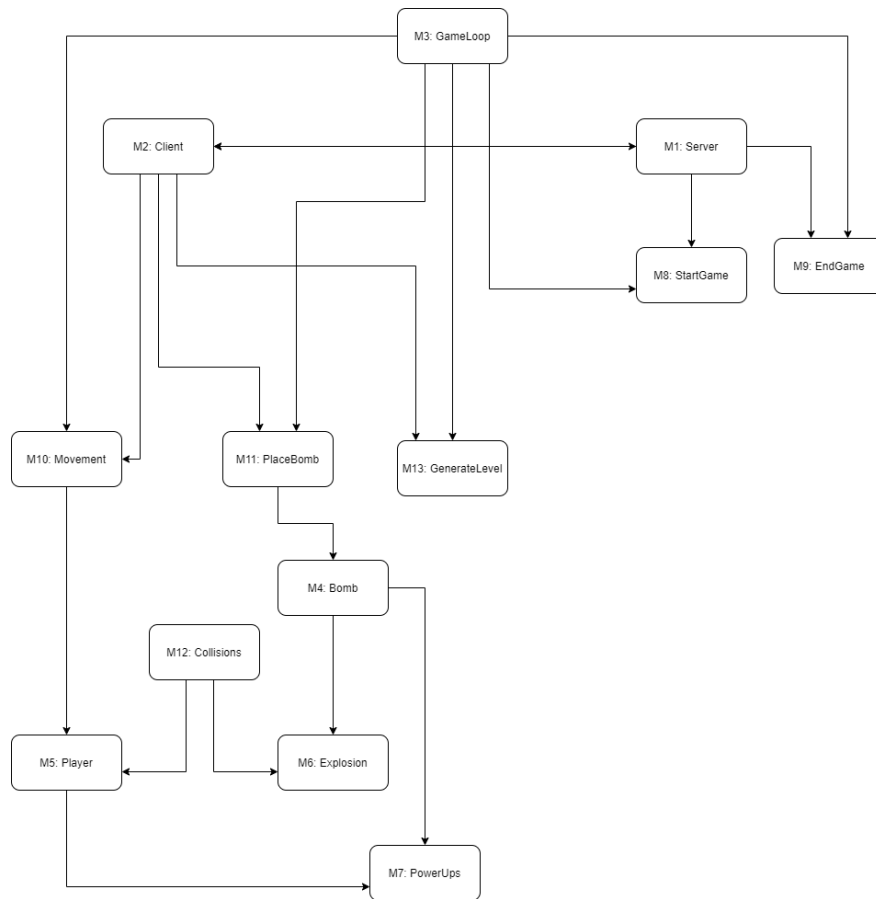 M3: GameLoop
M2: Client
M1: Server
M8: StartGame
M9: EndGame
M10: Movement
M11: PlaceBomb
M13: GenerateLevel
M4: Bomb
M12: Collisions
M5: Player
M6: Explosion
M7: PowerUps